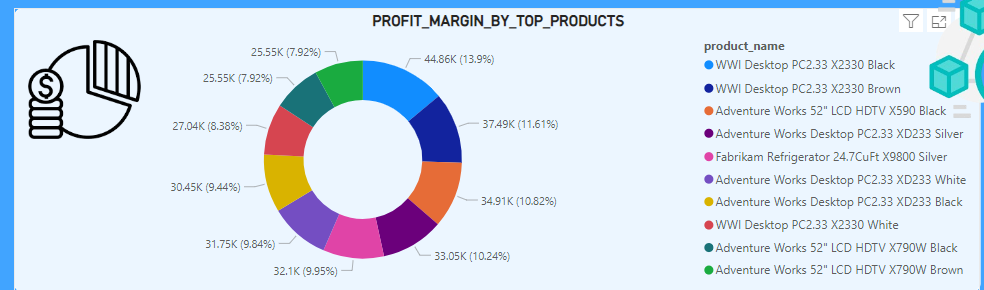 PROFIT_MARGIN_BY_TOP_PRODUCTS
$
44.86K (13.9%)
37.49K (11.61%)
34.91K (10.82%)
33.05K (10.24%)
32.1K (9.95%)
31.75K (9.84%)
30.45K (9.44%)
27.04K (8.38%)
25.55K (7.92%)
25.55K (7.92%)
product_name
WWI Desktop PC2.33 X2330 Black
WWI Desktop PC2.33 X2330 Brown
Adventure Works 52" LCD HDTV X590 Black
Adventure Works Desktop PC2.33 XD233 Silver
Fabrikam Refrigerator 24.7CuFt X9800 Silver
Adventure Works Desktop PC2.33 XD233 White
Adventure Works Desktop PC2.33 XD233 Black
WWI Desktop PC2.33 X2330 White
Adventure Works 52" LCD HDTV X790W Black
Adventure Works 52" LCD HDTV X790W Brown